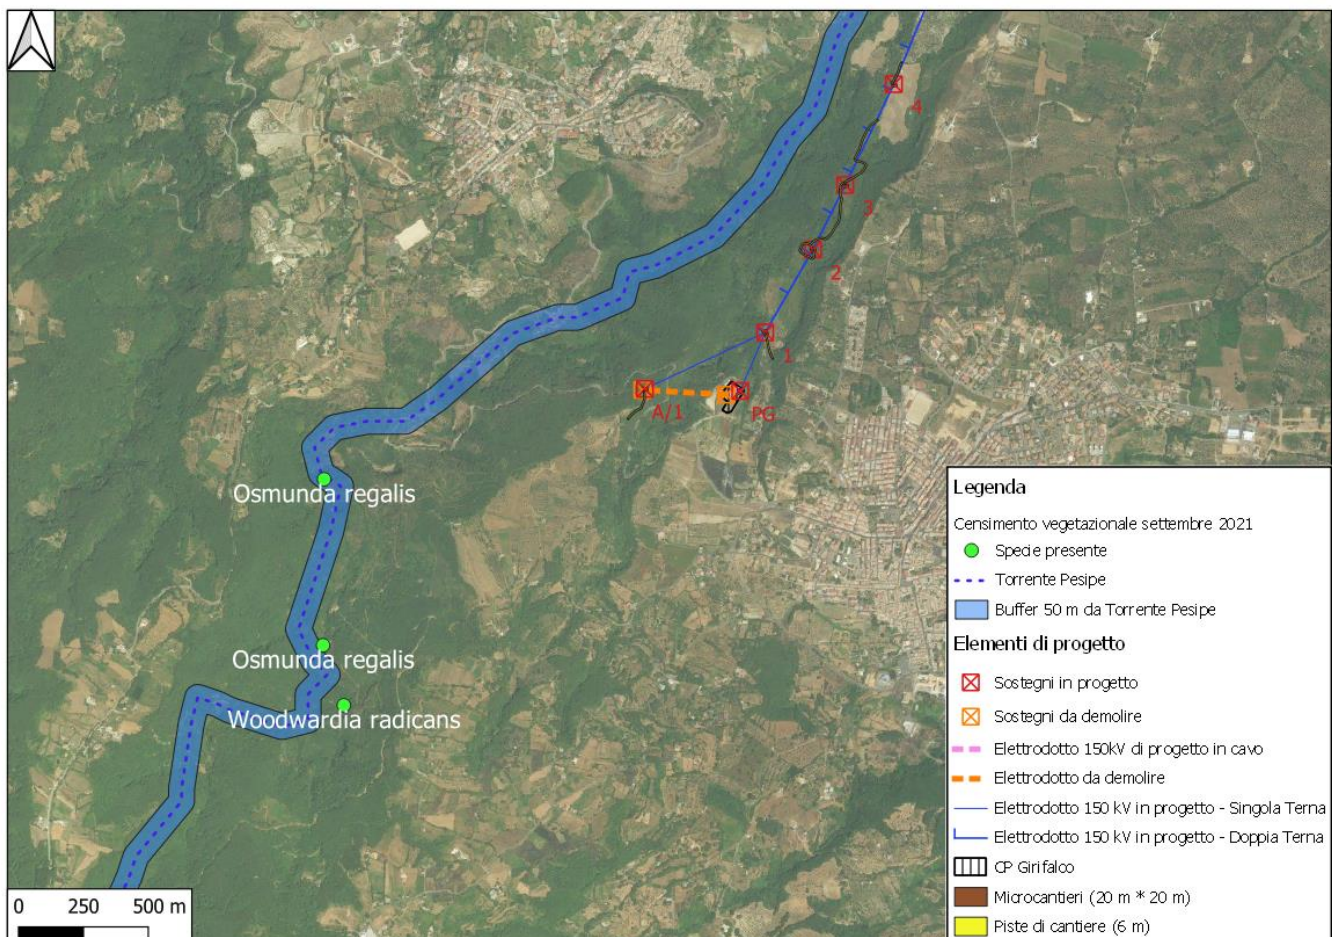 4
3
2
1
A/1
PG
Osmunda regalis
Osmunda regalis
Woodwardia radicans
Legenda
Censimento vegetazionale settembre 2021
Specie presente
Torrente Pesipe
Buffer 50 m da Torrente Pesipe
Elementi di progetto
Sostegni in progetto
Sostegni da demolire
Elettrodotto 150kV di progetto in cavo
Elettrodotto da demolire
Elettrodotto 150 kV in progetto - Singola Terna
Elettrodotto 150 kV in progetto - Doppia Terna
CP Girifalco
Microcantieri (20 m * 20 m)
Piste di cantiere (6 m)
0 250 500 m